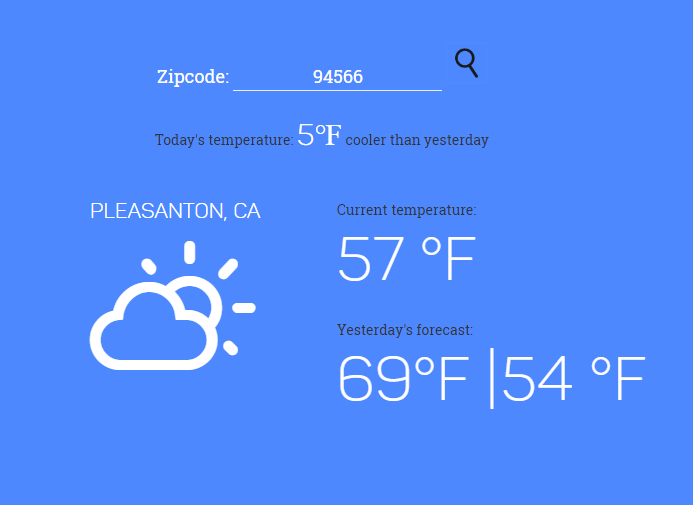 Zipcode: 94566
Today's temperature: 5°F cooler than yesterday
PLEASANTON, CA
Current temperature:
57 °F
Yesterday's forecast:
69°F |54 °F